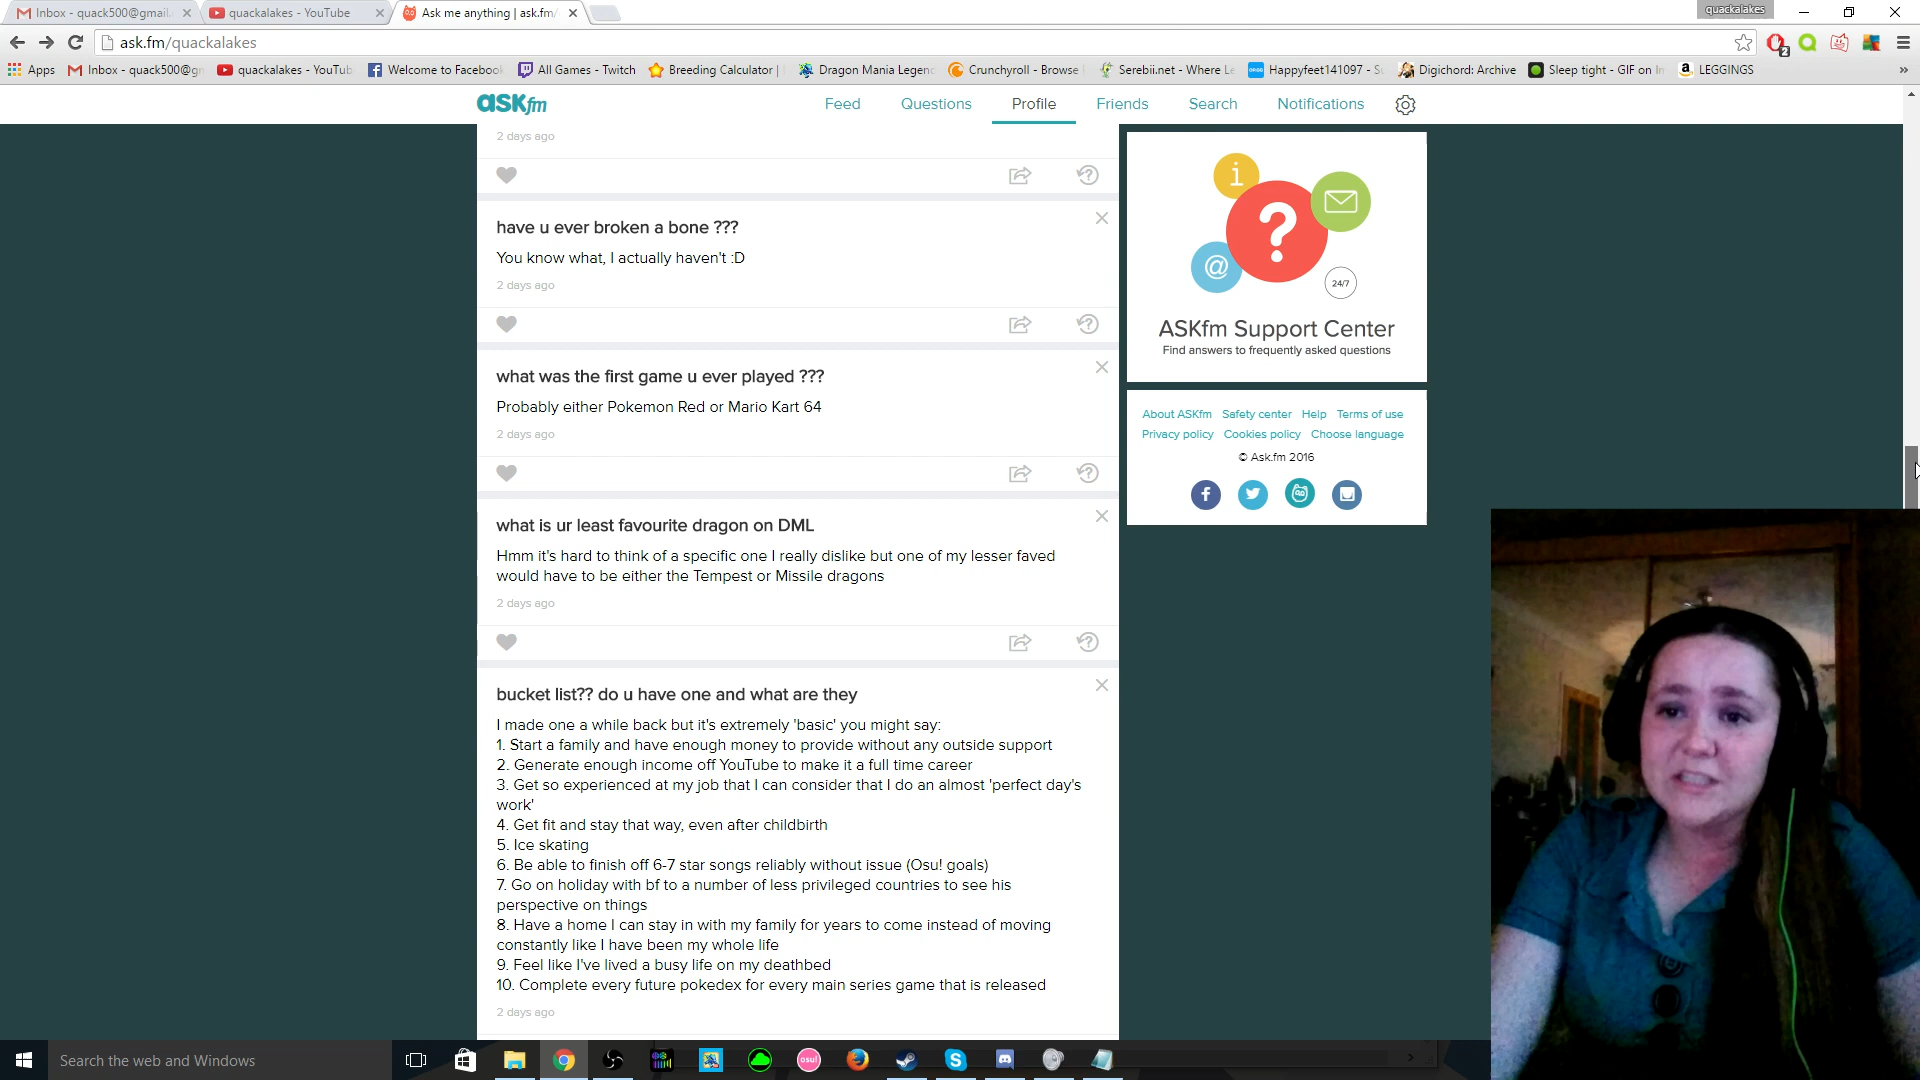 Inbox - quack500@gmail.
quackalakes - YouTube
Ask me anything | ask.fm/
quackalakes
ask.fm/quackalakes
2
Apps
Inbox - quack500@gm
quackalakes - YouTub
Welcome to Facebook
All Games - Twitch
Breeding Calculator |
Dragon Mania Legen
Crunchyroll - Browse
Serebii.net - Where Le
Happyfeet141097 - Su
Digichord: Archive
Sleep tight - GIF on Im
LEGGINGS
»
ASKfm
Feed
Questions
Profile
Friends
Search
Notifications
2 days ago
have u ever broken a bone ???
You know what, I actually haven't :D
2 days ago
what was the first game u ever played ???
Probably either Pokemon Red or Mario Kart 64
2 days ago
what is ur least favourite dragon on DML
Hmm it's hard to think of a specific one I really dislike but one of my lesser faved
would have to be either the Tempest or Missile dragons
2 days ago
bucket list?? do u have one and what are they
I made one a while back but it's extremely 'basic' you might say:
1. Start a family and have enough money to provide without any outside support
2. Generate enough income off YouTube to make it a full time career
3. Get so experienced at my job that I can consider that I do an almost 'perfect day's
work'
4. Get fit and stay that way, even after childbirth
5. Ice skating
6. Be able to finish off 6-7 star songs reliably without issue (Osu! goals)
7. Go on holiday with bf to a number of less privileged countries to see his
perspective on things
8. Have a home I can stay in with my family for years to come instead of moving
constantly like I have been my whole life
9. Feel like I've lived a busy life on my deathbed
10. Complete every future pokedex for every main series game that is released
2 days ago
i
?
@
24/7
ASKfm Support Center
Find answers to frequently asked questions
About ASKfm Safety center Help Terms of use
Privacy policy Cookies policy Choose language
© Ask.fm 2016
Search the web and Windows
osu!